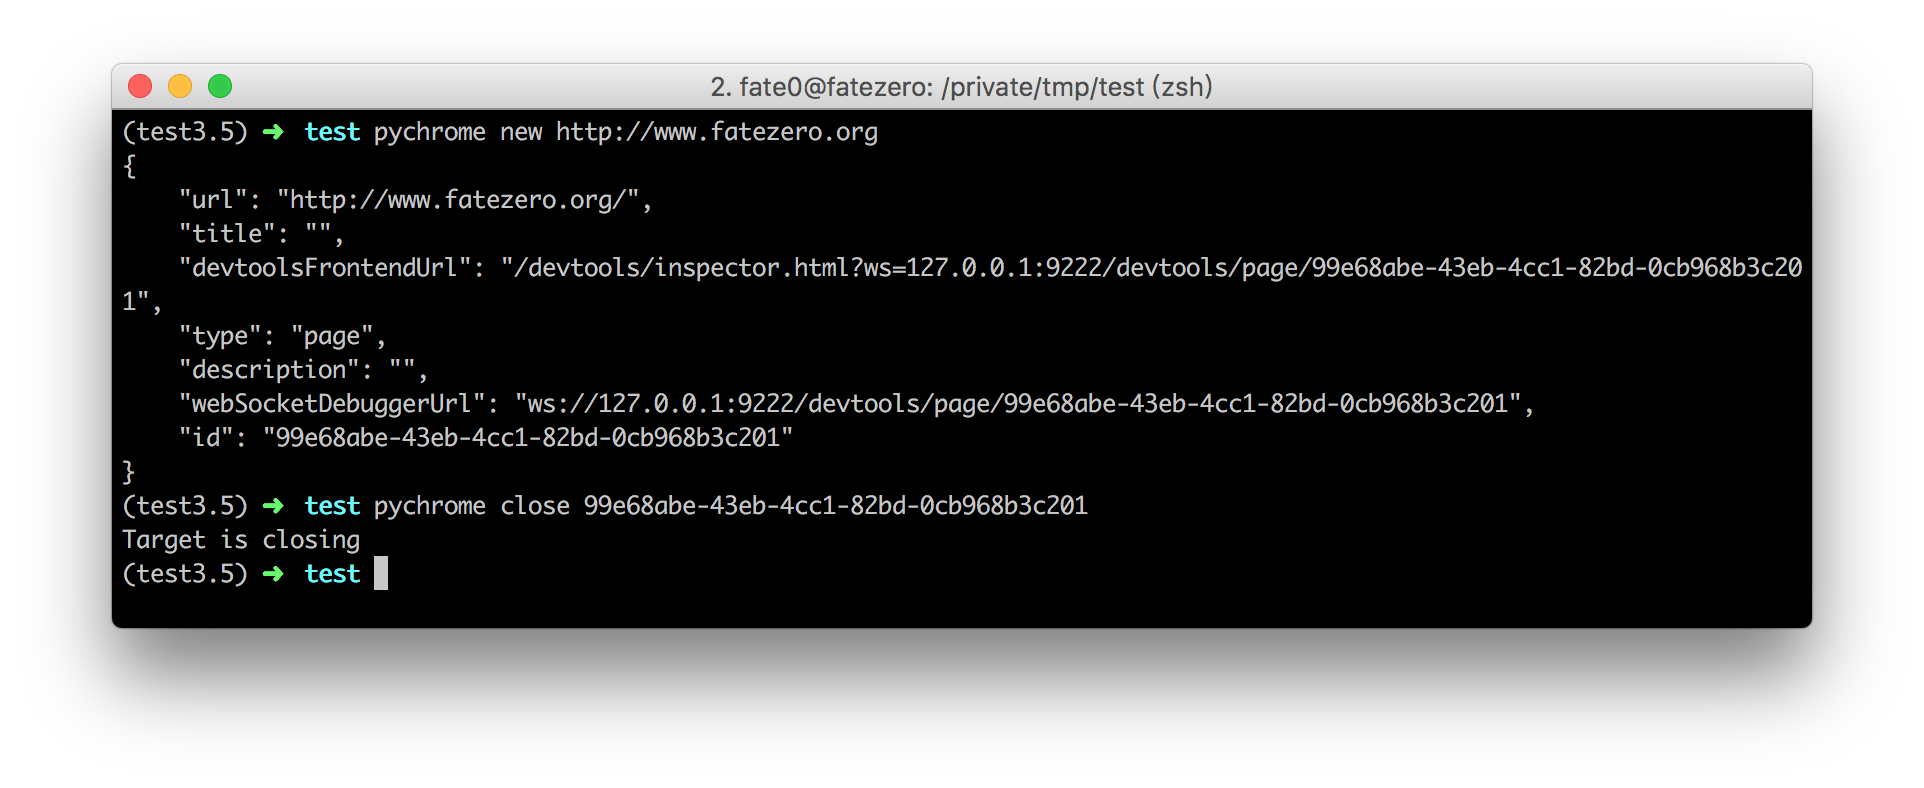 2. fate0@fatezero: /private/tmp/test (zsh)
(test3.5) ➜ test pychrome new http://www.fatezero.org
{
    "url": "http://www.fatezero.org/",
    "title": "",
    "devtoolsFrontendUrl": "/devtools/inspector.html?ws=127.0.0.1:9222/devtools/page/99e68abe-43eb-4cc1-82bd-0cb968b3c20
1",
    "type": "page",
    "description": "",
    "webSocketDebuggerUrl": "ws://127.0.0.1:9222/devtools/page/99e68abe-43eb-4cc1-82bd-0cb968b3c201",
    "id": "99e68abe-43eb-4cc1-82bd-0cb968b3c201"
}
(test3.5) ➜ test pychrome close 99e68abe-43eb-4cc1-82bd-0cb968b3c201
Target is closing
(test3.5) ➜ test